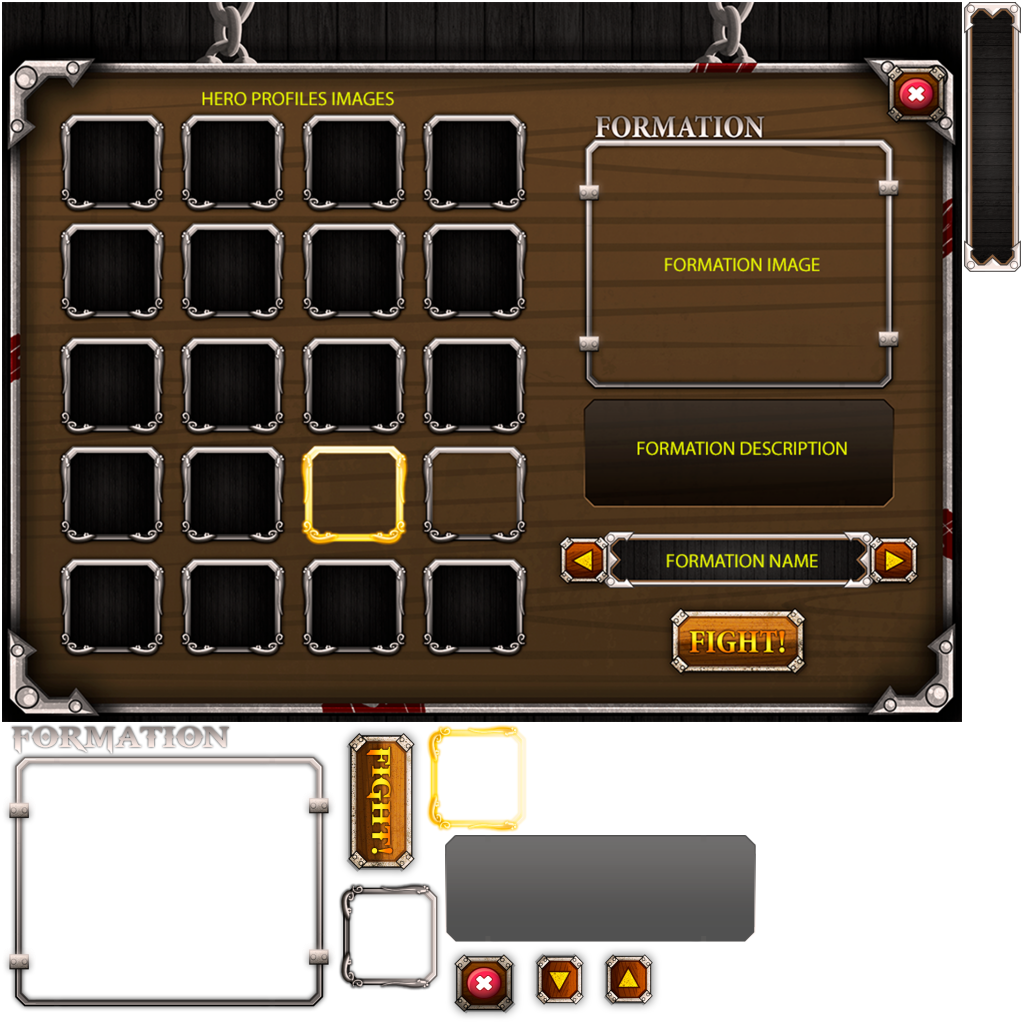 HERO PROFILES IMAGES
FORMATION
FORMATION IMAGE
FORMATION DESCRIPTION
FORMATION NAME
FIGHT!
FORMATION
FIGHT!